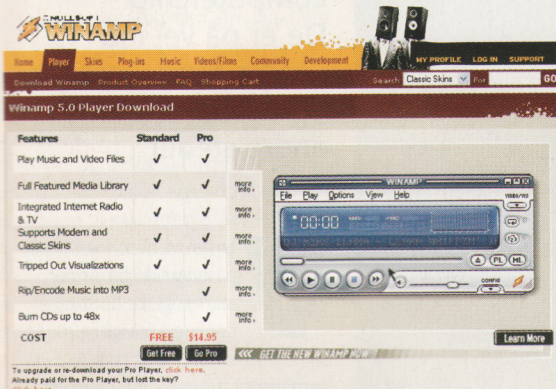 NULLSOFT
WINAMP
Home Player Skins Plug-ins Music Videos/Films Community Development
MY PROFILE LOG IN SUPPORT
Download Winamp Product Overview FAQ Shopping Cart
Search Classic Skins For GO
Winamp 5.0 Player Download
Features Standard Pro
Play Music and Video Files ✓ ✓
Full Featured Media Library ✓ ✓ more info ›
Integrated Internet Radio & TV ✓ ✓ more info ›
Supports Modern and Classic Skins ✓ ✓ more info ›
Tripped Out Visualizations ✓ ✓ more info ›
Rip/Encode Music into MP3 ✓ more info ›
Burn CDs up to 48x ✓ more info ›
COST FREE $14.95
Get Free Go Pro
WINAMP
File Play Options View Help
00:00
PL ML
CONFIG
Learn More
<<< GET THE NEW WINAMP NOW
To upgrade or re-download your Pro Player, click here.
Already paid for the Pro Player, but lost the key?